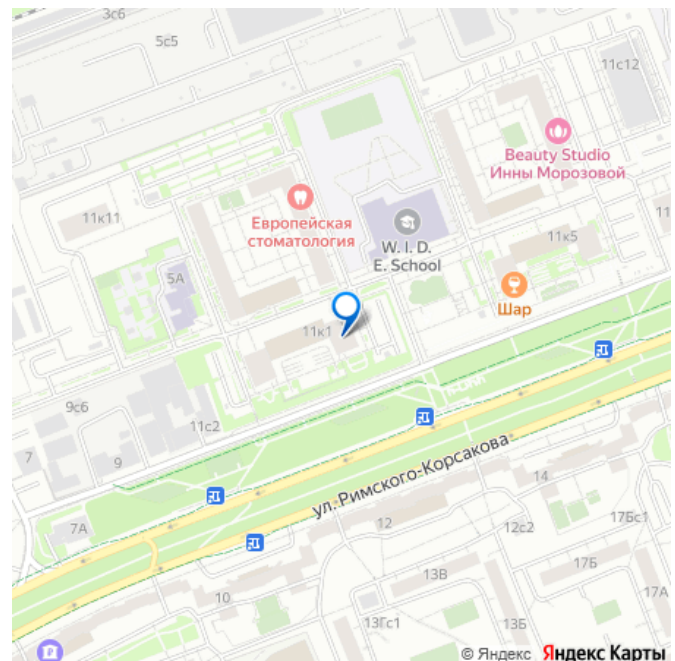 3с6
5с5
11с12
Beauty Studio
Инны Морозовой
11к11
Европейская
стоматология
W. I. D.
E. School
11
11к5
5А
Шар
11к1
9с6
11с2
7
9
ул. Римского-Корсакова
7А
14
12
12с2
17Бс1
17Б
13В
17А
10
13Гс1
13Б
© Яндекс Яндекс Карты